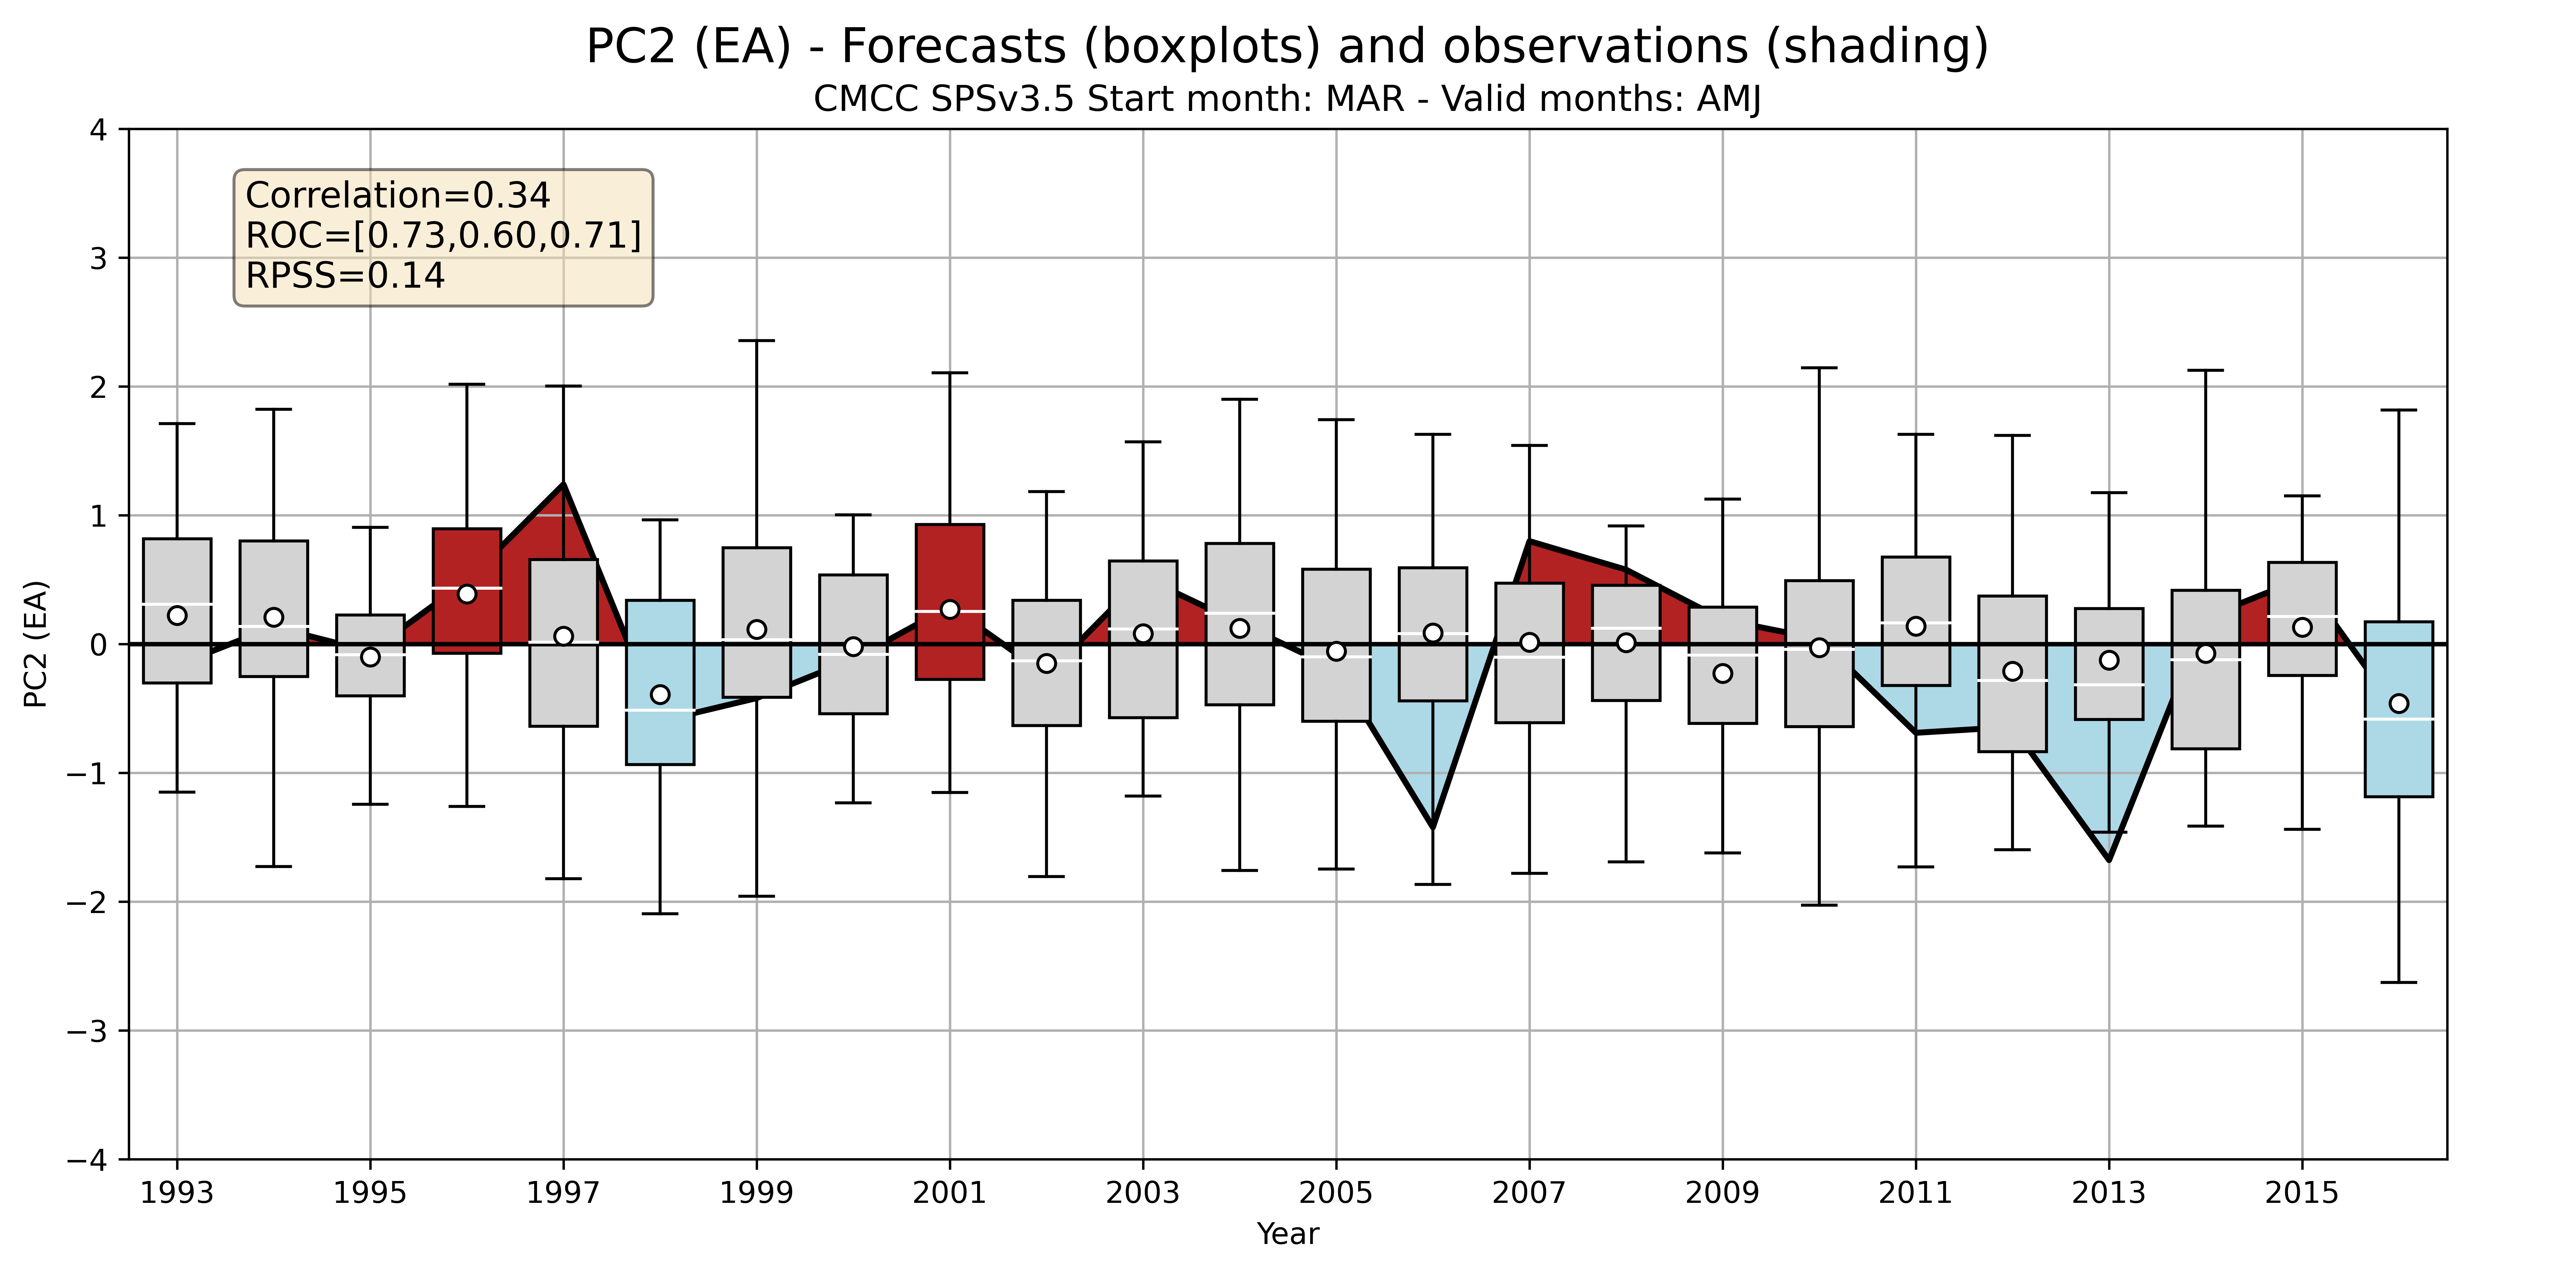 PC2 (EA) - Forecasts (boxplots) and observations (shading)
CMCC SPSv3.5 Start month: MAR - Valid months: AMJ
Correlation=0.34
ROC=[0.73,0.60,0.71]
RPSS=0.14
PC2 (EA)
4
3
2
1
0
−1
−2
−3
−4
1993 1995 1997 1999 2001 2003 2005 2007 2009 2011 2013 2015
Year